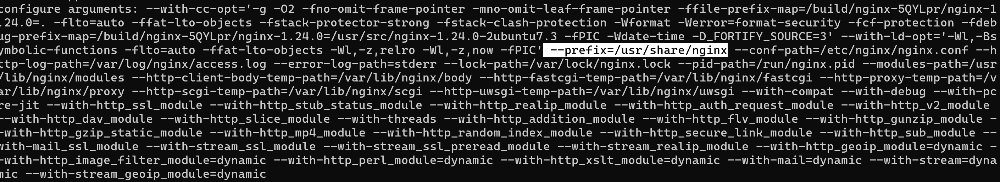 configure arguments: --with-cc-opt='-g -O2 -fno-omit-frame-pointer -mno-omit-leaf-frame-pointer -ffile-prefix-map=/build/nginx-5QYLpr/nginx-1
.24.0=. -flto=auto -ffat-lto-objects -fstack-protector-strong -fstack-clash-protection -Wformat -Werror=format-security -fcf-protection -fdeb
ug-prefix-map=/build/nginx-5QYLpr/nginx-1.24.0=/usr/src/nginx-1.24.0-2ubuntu7.3 -fPIC -Wdate-time -D_FORTIFY_SOURCE=3' --with-ld-opt='-Wl,-Bs
ymbolic-functions -flto=auto -ffat-lto-objects -Wl,-z,relro -Wl,-z,now -fPIC' --prefix=/usr/share/nginx --conf-path=/etc/nginx/nginx.conf --h
ttp-log-path=/var/log/nginx/access.log --error-log-path=stderr --lock-path=/var/lock/nginx.lock --pid-path=/run/nginx.pid --modules-path=/usr
/lib/nginx/modules --http-client-body-temp-path=/var/lib/nginx/body --http-fastcgi-temp-path=/var/lib/nginx/fastcgi --http-proxy-temp-path=/v
ar/lib/nginx/proxy --http-scgi-temp-path=/var/lib/nginx/scgi --http-uwsgi-temp-path=/var/lib/nginx/uwsgi --with-compat --with-debug --with-pc
re-jit --with-http_ssl_module --with-http_stub_status_module --with-http_realip_module --with-http_auth_request_module --with-http_v2_module
--with-http_dav_module --with-http_slice_module --with-threads --with-http_addition_module --with-http_flv_module --with-http_gunzip_module -
-with-http_gzip_static_module --with-http_mp4_module --with-http_random_index_module --with-http_secure_link_module --with-http_sub_module --
with-mail_ssl_module --with-stream_ssl_module --with-stream_ssl_preread_module --with-stream_realip_module --with-http_geoip_module=dynamic -
-with-http_image_filter_module=dynamic --with-http_perl_module=dynamic --with-http_xslt_module=dynamic --with-mail=dynamic --with-stream=dyna
mic --with-stream_geoip_module=dynamic